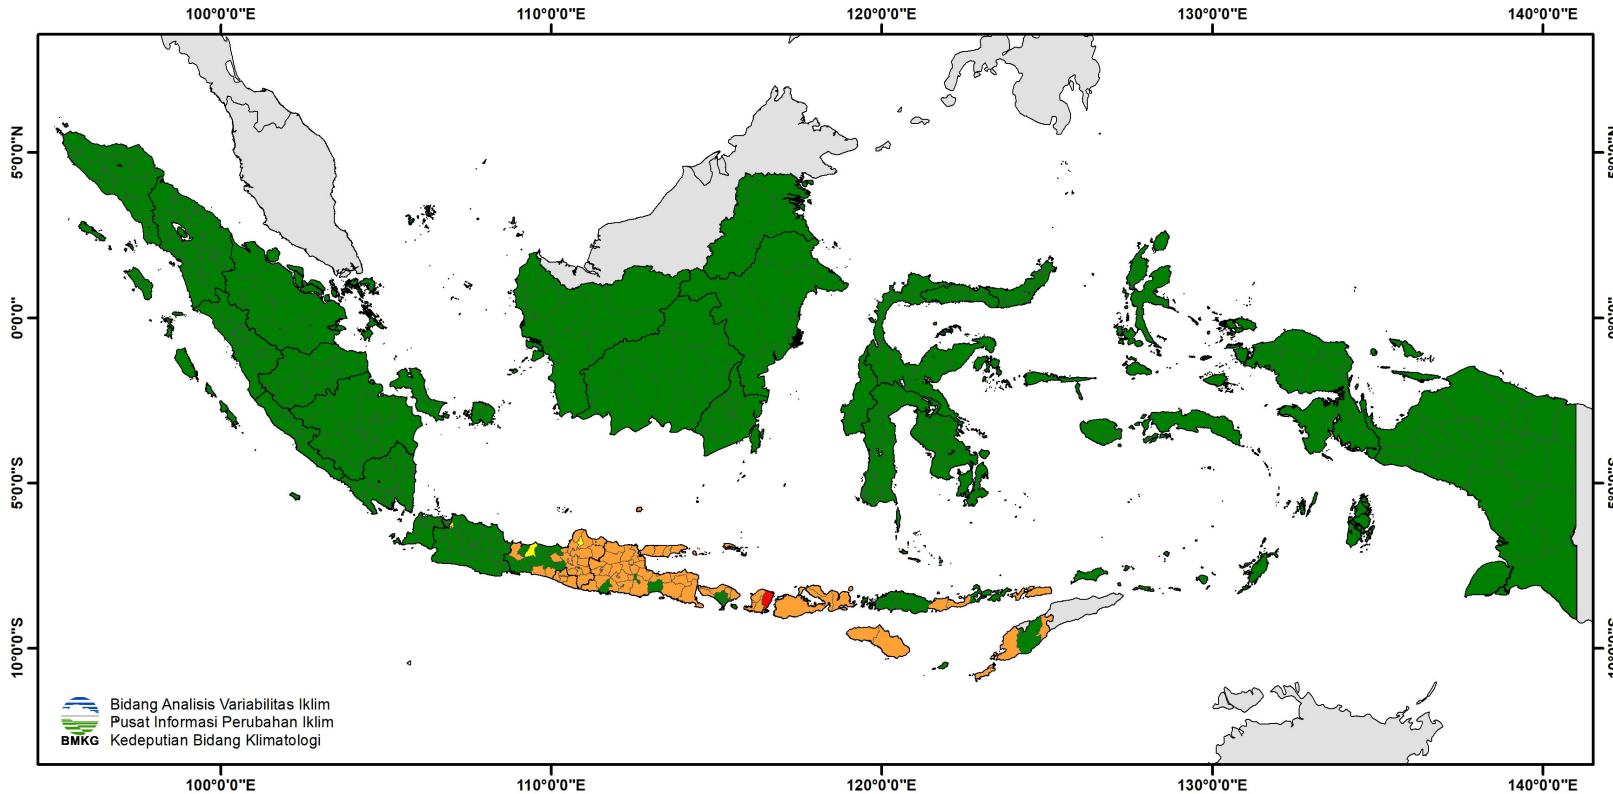 100°0'0"E 110°0'0"E 120°0'0"E 130°0'0"E 140°0'0"E
5°0'0"N
0°0'0"
5°0'0"S
10°0'0"S
Bidang Analisis Variabilitas Iklim
Pusat Informasi Perubahan Iklim
BMKG Kedeputian Bidang Klimatologi
100°0'0"E 110°0'0"E 120°0'0"E 130°0'0"E 140°0'0"E